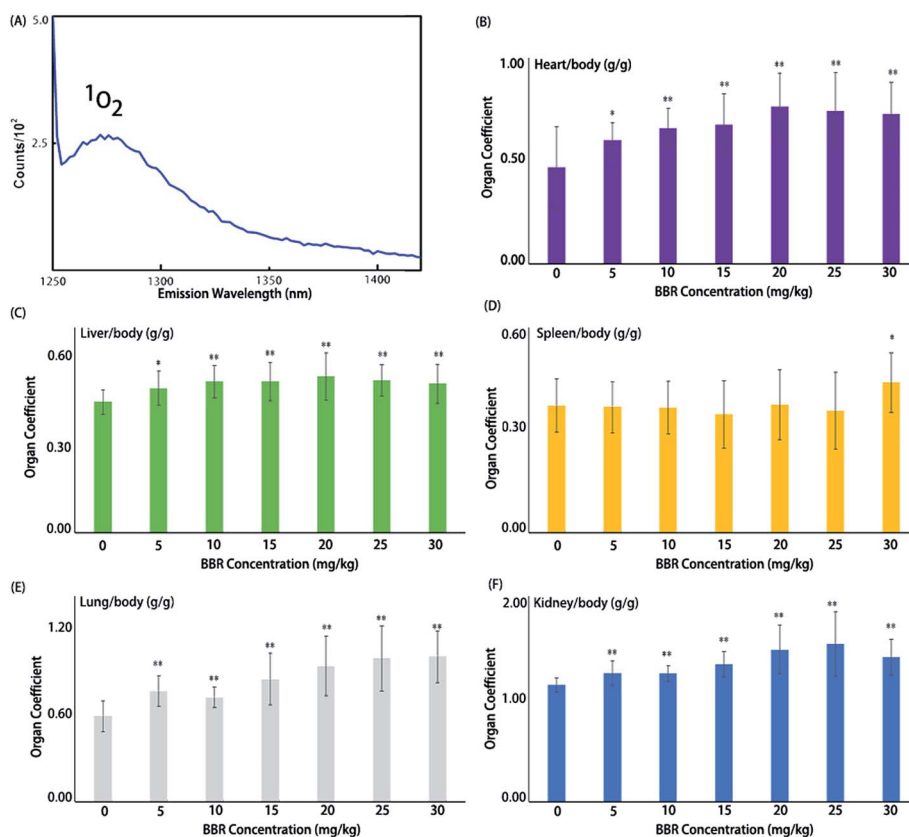 (A)
5.0
2.5
Counts/10²
¹O₂
1250 1300 1350 1400
Emission Wavelength (nm)
(B)
Heart/body (g/g)
1.00
0.50
0.00
Organ Coefficient
* ** ** ** ** **
0 5 10 15 20 25 30
BBR Concentration (mg/kg)
(C)
Liver/body (g/g)
0.60
0.30
0.00
Organ Coefficient
* ** ** ** ** **
0 5 10 15 20 25 30
BBR Concentration (mg/kg)
(D)
Spleen/body (g/g)
0.60
0.30
0.00
Organ Coefficient
*
0 5 10 15 20 25 30
BBR Concentration (mg/kg)
(E)
Lung/body (g/g)
1.20
0.60
0.00
Organ Coefficient
** ** ** ** ** **
0 5 10 15 20 25 30
BBR Concentration (mg/kg)
(F)
Kidney/body (g/g)
2.00
1.00
0.00
Organ Coefficient
** ** ** ** ** **
0 5 10 15 20 25 30
BBR Concentration (mg/kg)